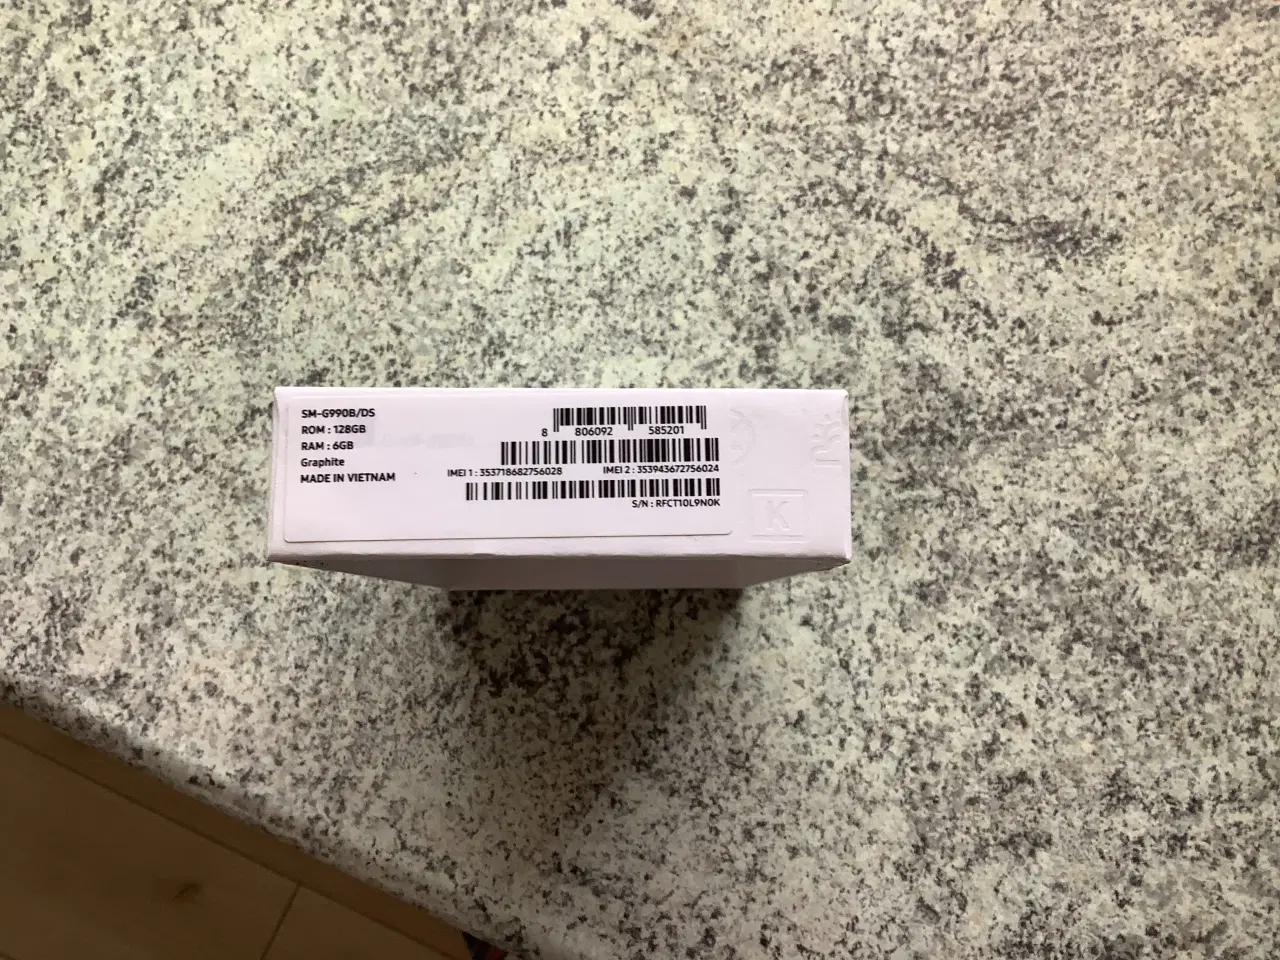 SM-G990B/DS
ROM : 128GB
RAM : 6GB
Graphite
MADE IN VIETNAM
8 806092 585201
IMEI 1 : 353718682756028 IMEI 2 : 353943672756024
S/N : RFCT10L9N0K
K